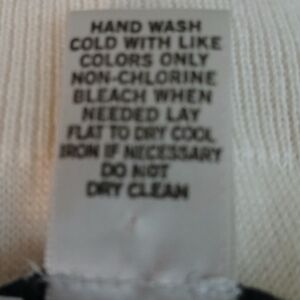 HAND WASH
COLD WITH LIKE
COLORS ONLY
NON-CHLORINE
BLEACH WHEN
NEEDED LAY
FLAT TO DRY COOL
IRON IF NECESSARY
DO NOT
DRY CLEAN